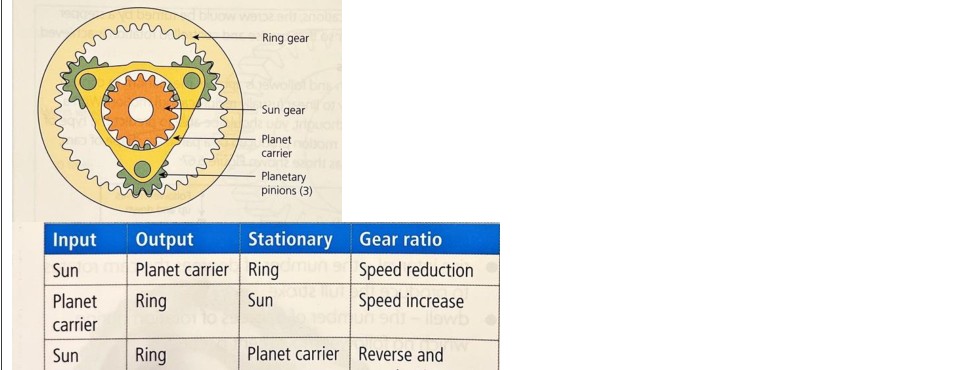 Ring gear
Sun gear
Planet
carrier
Planetary
pinions (3)
Input Output Stationary Gear ratio
Sun Planet carrier Ring Speed reduction
Planet Ring Sun Speed increase
carrier
Sun Ring Planet carrier Reverse and